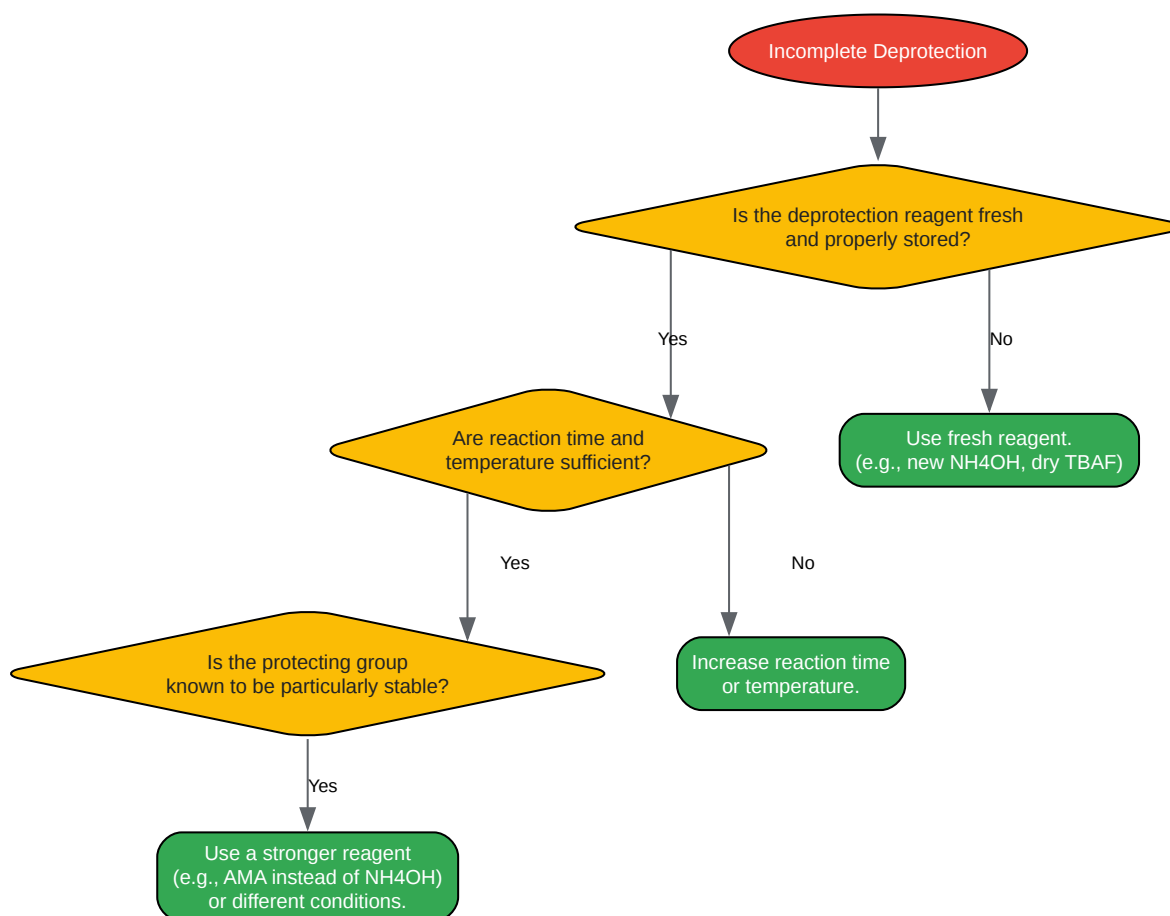 Incomplete Deprotection
Is the deprotection reagent fresh
and properly stored?
Yes
No
Are reaction time and
temperature sufficient?
Use fresh reagent.
(e.g., new NH4OH, dry TBAF)
Yes
No
Is the protecting group
known to be particularly stable?
Increase reaction time
or temperature.
Yes
Use a stronger reagent
(e.g., AMA instead of NH4OH)
or different conditions.